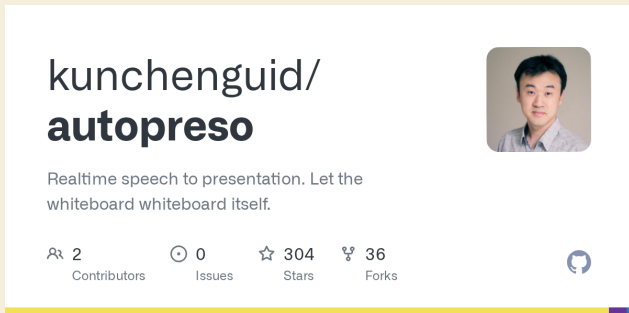 kunchenguid/
autopreso
Realtime speech to presentation. Let the
whiteboard whiteboard itself.
2 0 304 36
Contributors Issues Stars Forks